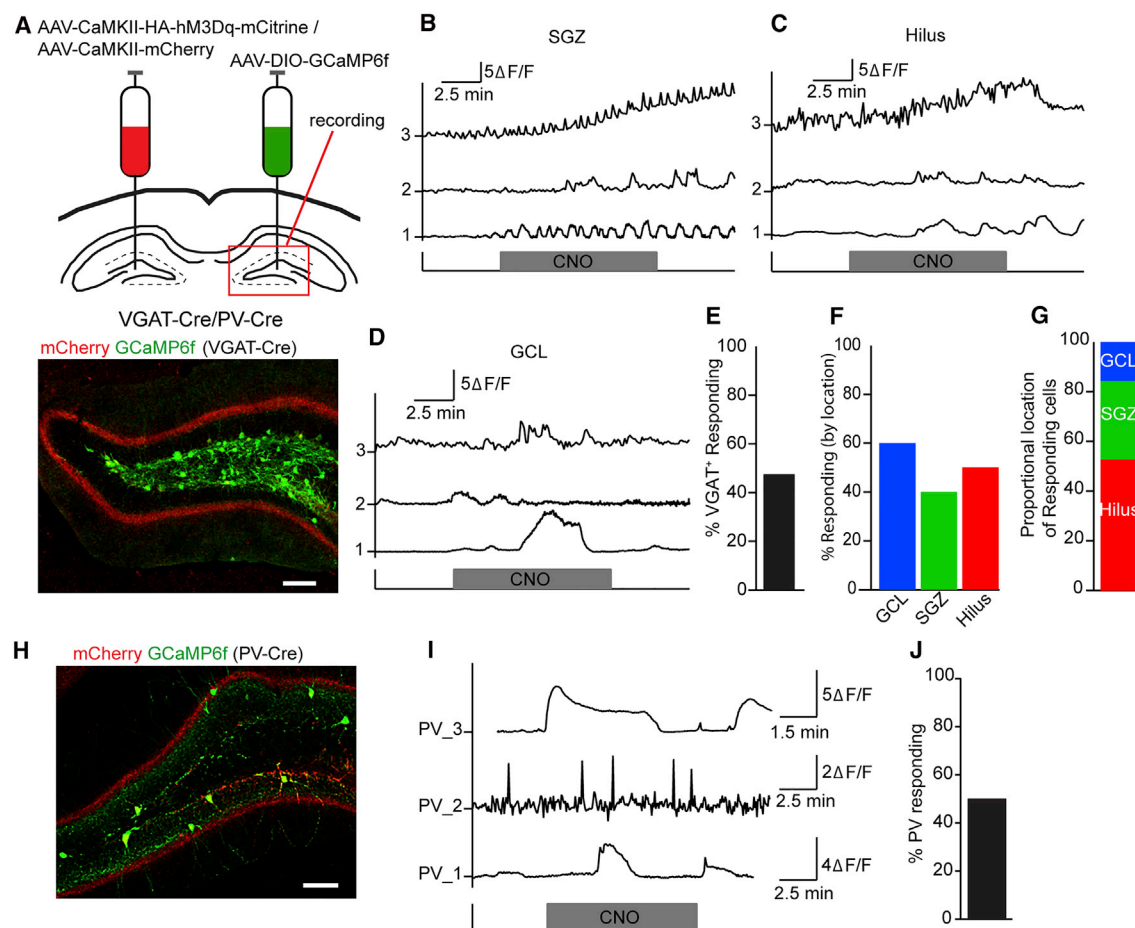 A AAV-CaMKII-HA-hM3Dq-mCitrine /
AAV-CaMKII-mCherry
AAV-DIO-GCaMP6f
recording
VGAT-Cre/PV-Cre
mCherry GCaMP6f (VGAT-Cre)
B
SGZ
5ΔF/F
2.5 min
3
2
1
CNO
C
Hilus
5ΔF/F
2.5 min
3
2
1
CNO
D
GCL
5ΔF/F
2.5 min
3
2
1
CNO
E
% VGAT+ Responding
100
80
60
40
20
0
F
% Responding (by location)
100
80
60
40
20
0
GCL
SGZ
Hilus
G
Proportional location
of Responding cells
100
80
60
40
20
0
GCL
SGZ
Hilus
H
mCherry GCaMP6f (PV-Cre)
I
PV_3
5ΔF/F
1.5 min
PV_2
2ΔF/F
2.5 min
PV_1
4ΔF/F
2.5 min
CNO
J
% PV responding
100
80
60
40
20
0